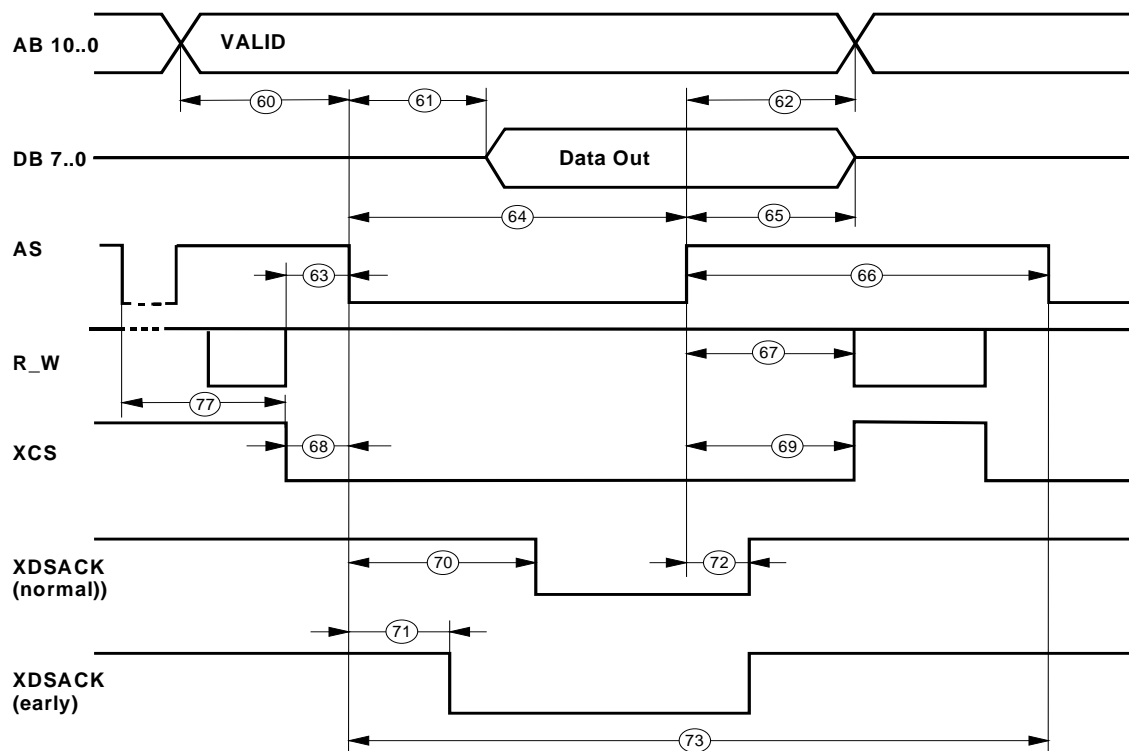 AB 10..0
VALID
60
61
62
DB 7..0
Data Out
64
65
AS
63
66
R_W
67
77
XCS
68
69
XDSACK
(normal))
70
72
71
XDSACK
(early)
73